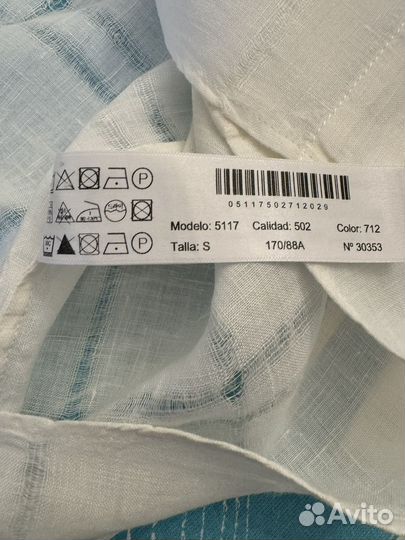 05117502712029
Modelo: 5117 Calidad: 502 Color: 712
Talla: S 170/88A Nº 30353
P
P
Avito